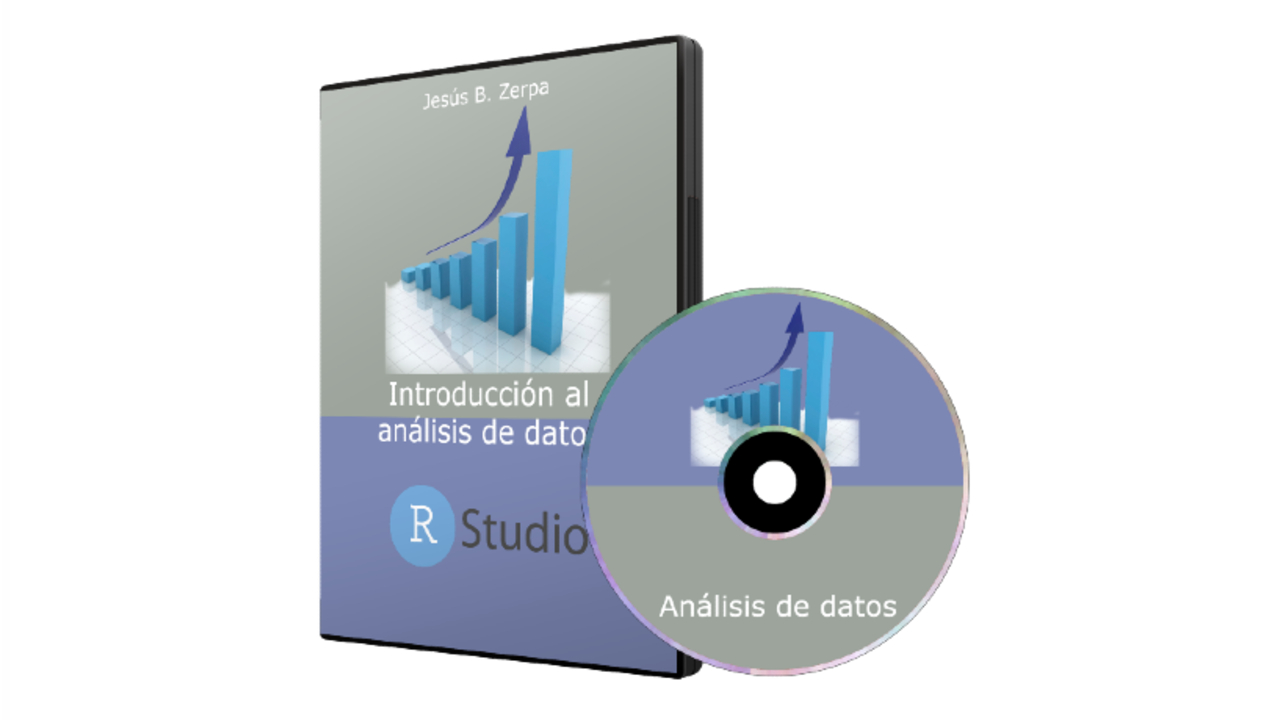 Jesús B. Zerpa
Introducción al
análisis de dato
R Studio
Análisis de datos